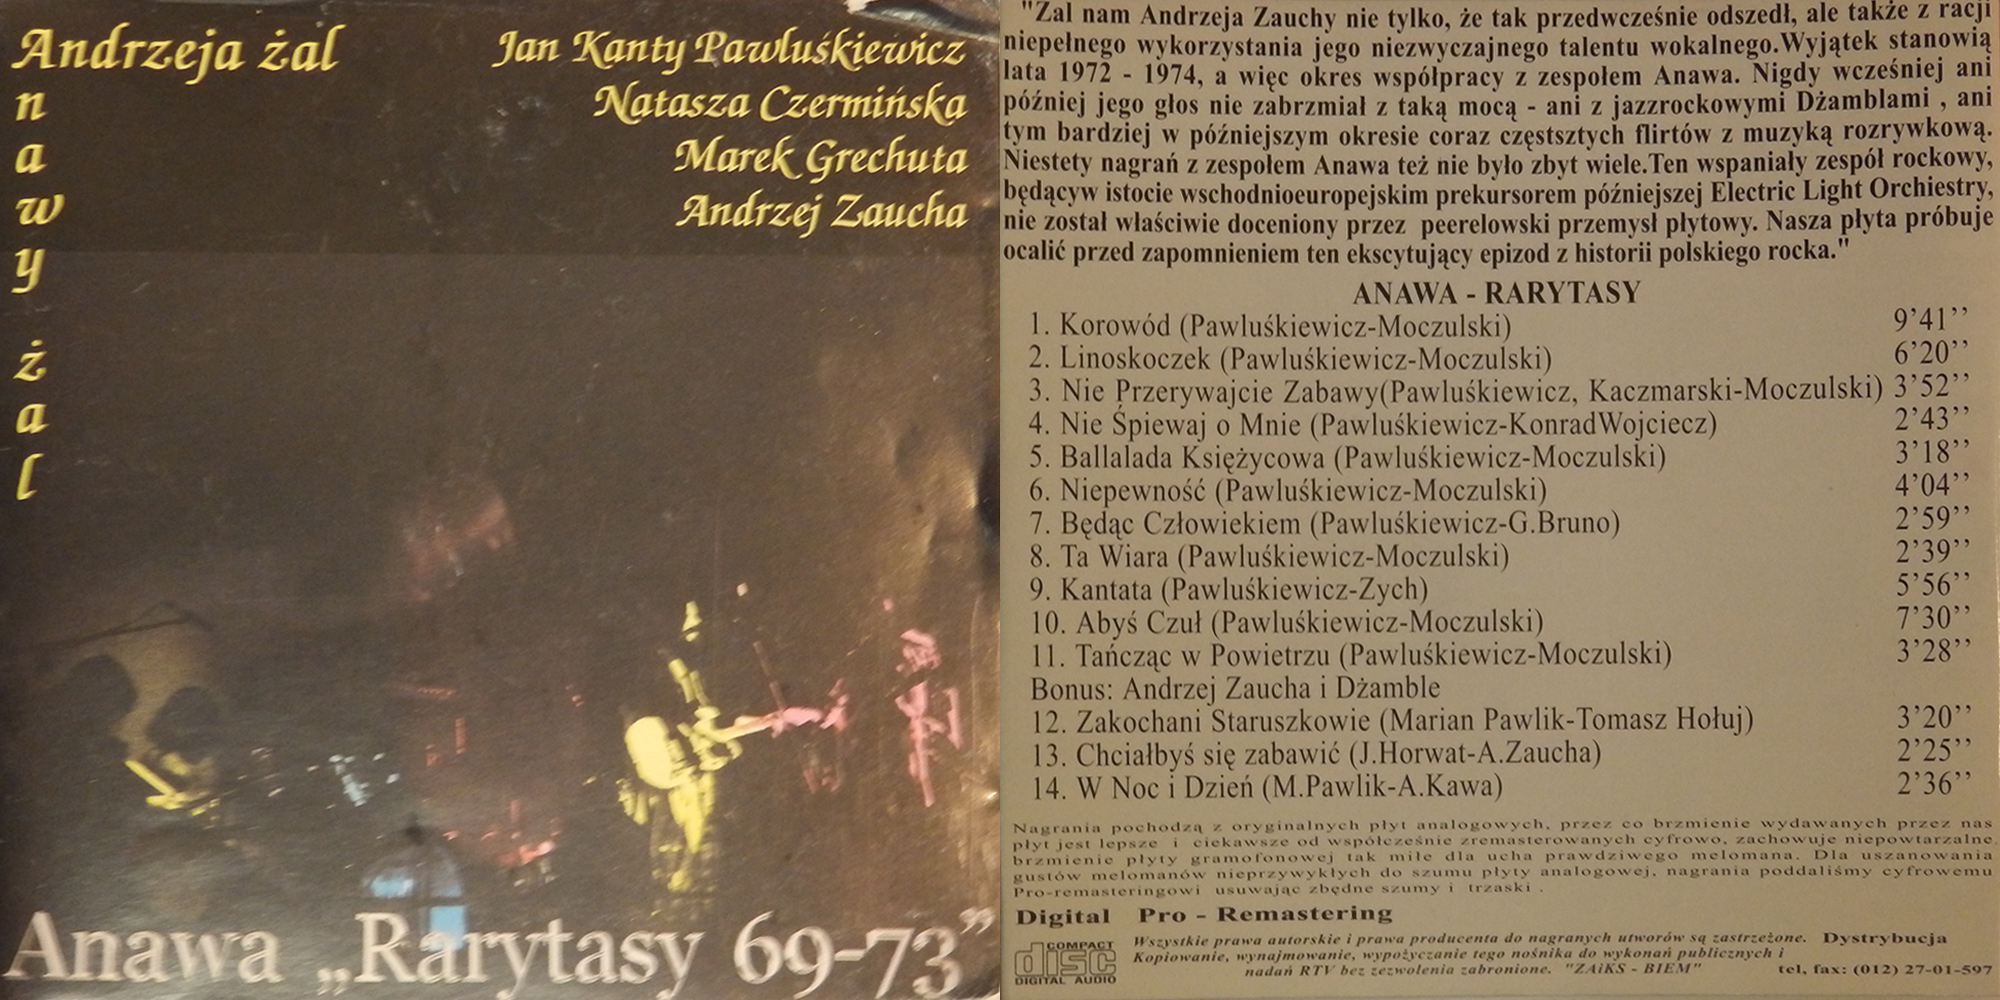 Andrzeja żal
n
a
w
y
ż
a
l
Jan Kanty Pawluśkiewicz
Natasza Czermińska
Marek Grechuta
Andrzej Zaucha
Anawa „Rarytasy 69-73”
"Żal nam Andrzeja Zauchy nie tylko, że tak przedwcześnie odszedł, ale także z racji
niepełnego wykorzystania jego niezwyczajnego talentu wokalnego.Wyjątek stanowią
lata 1972 - 1974, a więc okres współpracy z zespołem Anawa. Nigdy wcześniej ani
później jego głos nie zabrzmiał z taką mocą - ani z jazzrockowymi Dżamblami , ani
tym bardziej w późniejszym okresie coraz częstsztych flirtów z muzyką rozrywkową.
Niestety nagrań z zespołem Anawa też nie było zbyt wiele.Ten wspaniały zespół rockowy,
będącyw istocie wschodnioeuropejskim prekursorem późniejszej Electric Light Orchiestry,
nie został właściwie doceniony przez peerelowski przemysł płytowy. Nasza płyta próbuje
ocalić przed zapomnieniem ten ekscytujący epizod z historii polskiego rocka."
ANAWA - RARYTASY
1. Korowód (Pawluśkiewicz-Moczulski) 9’41’’
2. Linoskoczek (Pawluśkiewicz-Moczulski) 6’20’’
3. Nie Przerywajcie Zabawy(Pawluśkiewicz, Kaczmarski-Moczulski) 3’52’’
4. Nie Śpiewaj o Mnie (Pawluśkiewicz-KonradWojciecz) 2’43’’
5. Ballalada Księżycowa (Pawluśkiewicz-Moczulski) 3’18’’
6. Niepewność (Pawluśkiewicz-Moczulski) 4’04’’
7. Będąc Człowiekiem (Pawluśkiewicz-G.Bruno) 2’59’’
8. Ta Wiara (Pawluśkiewicz-Moczulski) 2’39’’
9. Kantata (Pawluśkiewicz-Zych) 5’56’’
10. Abyś Czuł (Pawluśkiewicz-Moczulski) 7’30’’
11. Tańcząc w Powietrzu (Pawluśkiewicz-Moczulski) 3’28’’
Bonus: Andrzej Zaucha i Dżamble
12. Zakochani Staruszkowie (Marian Pawlik-Tomasz Hołuj) 3’20’’
13. Chciałbyś się zabawić (J.Horwat-A.Zaucha) 2’25’’
14. W Noc i Dzień (M.Pawlik-A.Kawa) 2’36’’
Nagrania pochodzą z oryginalnych płyt analogowych, przez co brzmienie wydawanych przez nas
płyt jest lepsze i ciekawsze od współcześnie zremasterowanych cyfrowo, zachowuje niepowtarzalne
brzmienie płyty gramofonowej tak miłe dla ucha prawdziwego melomana. Dla uszanowania
gustów melomanów nieprzywykłych do szumu płyty analogowej, nagrania poddaliśmy cyfrowemu
Pro-remasteringowi usuwając zbędne szumy i trzaski .
Digital Pro - Remastering
COMPACT
disc
DIGITAL AUDIO
Wszystkie prawa autorskie i prawa producenta do nagranych utworów są zastrzeżone. Dystrybucja
Kopiowanie, wynajmowanie, wypożyczanie tego nośnika do wykonań publicznych i
nadań RTV bez zezwolenia zabronione. "ZAiKS - BIEM" tel, fax: (012) 27-01-597